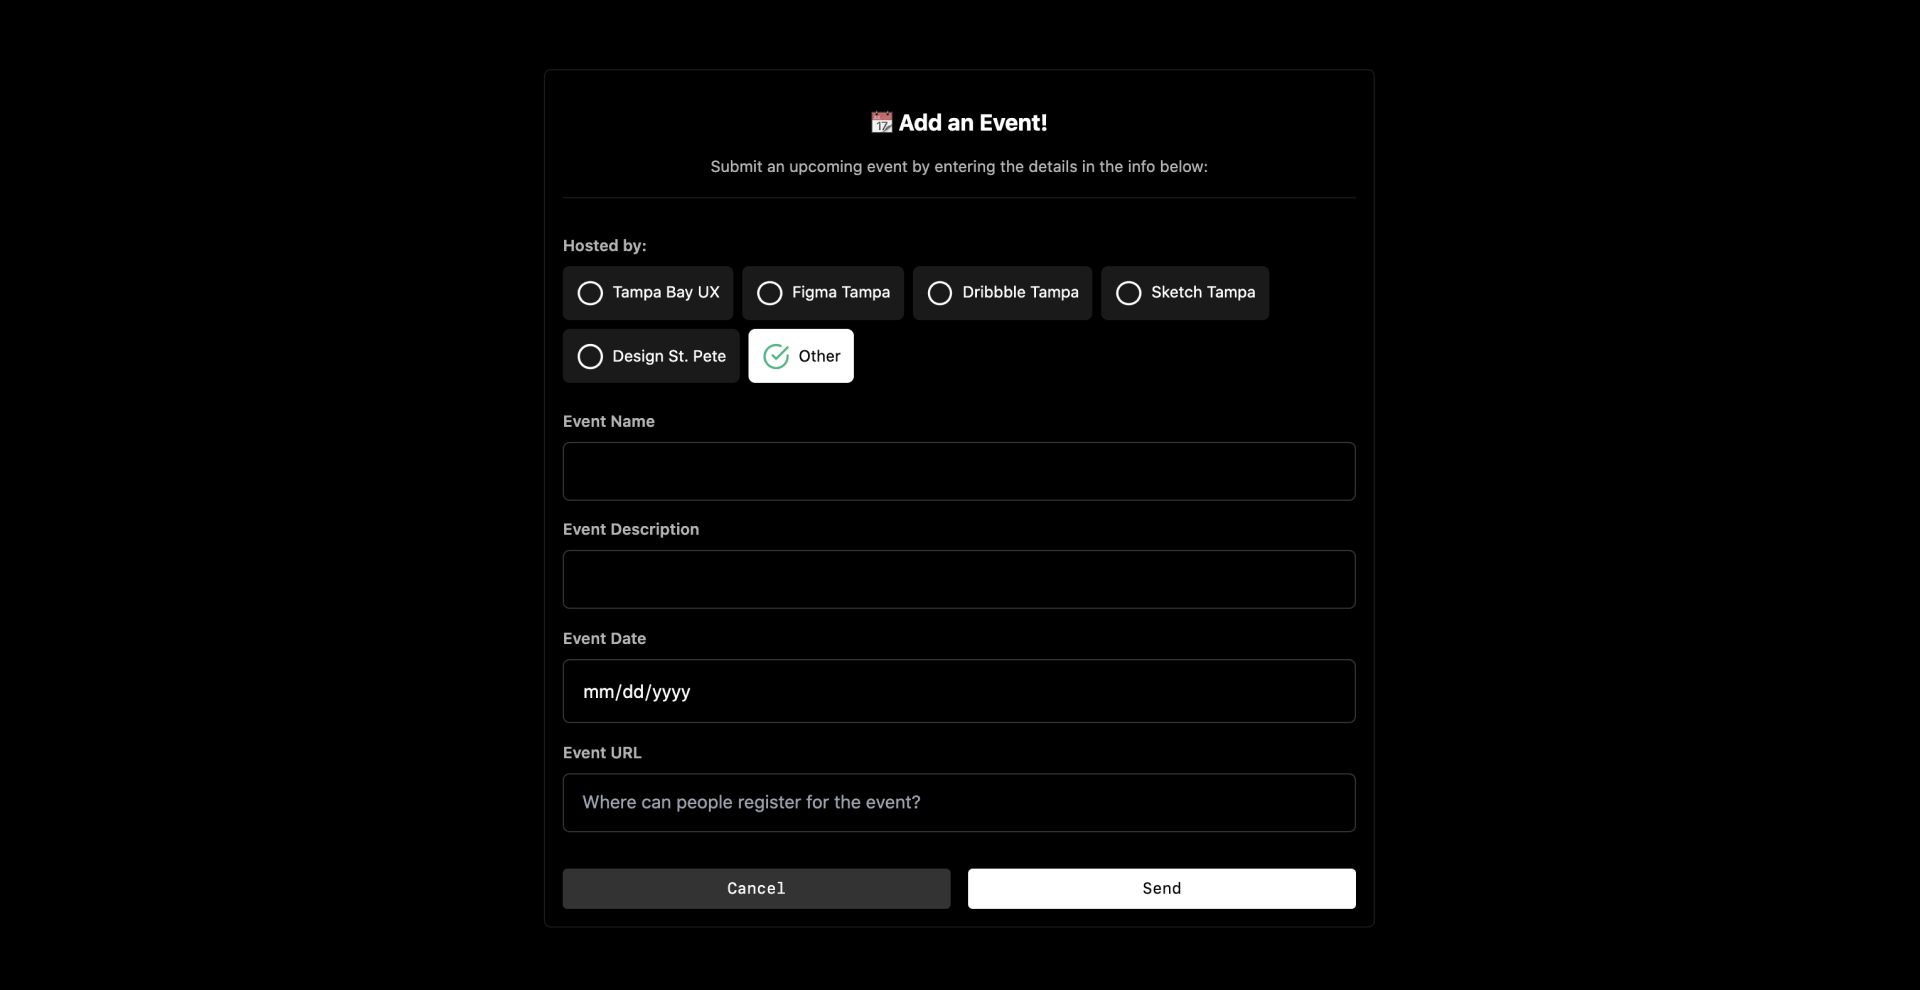 📆 Add an Event!
Submit an upcoming event by entering the details in the info below:
Hosted by:
Tampa Bay UX Figma Tampa Dribbble Tampa Sketch Tampa
Design St. Pete Other
Event Name
Event Description
Event Date
mm/dd/yyyy
Event URL
Where can people register for the event?
Cancel Send